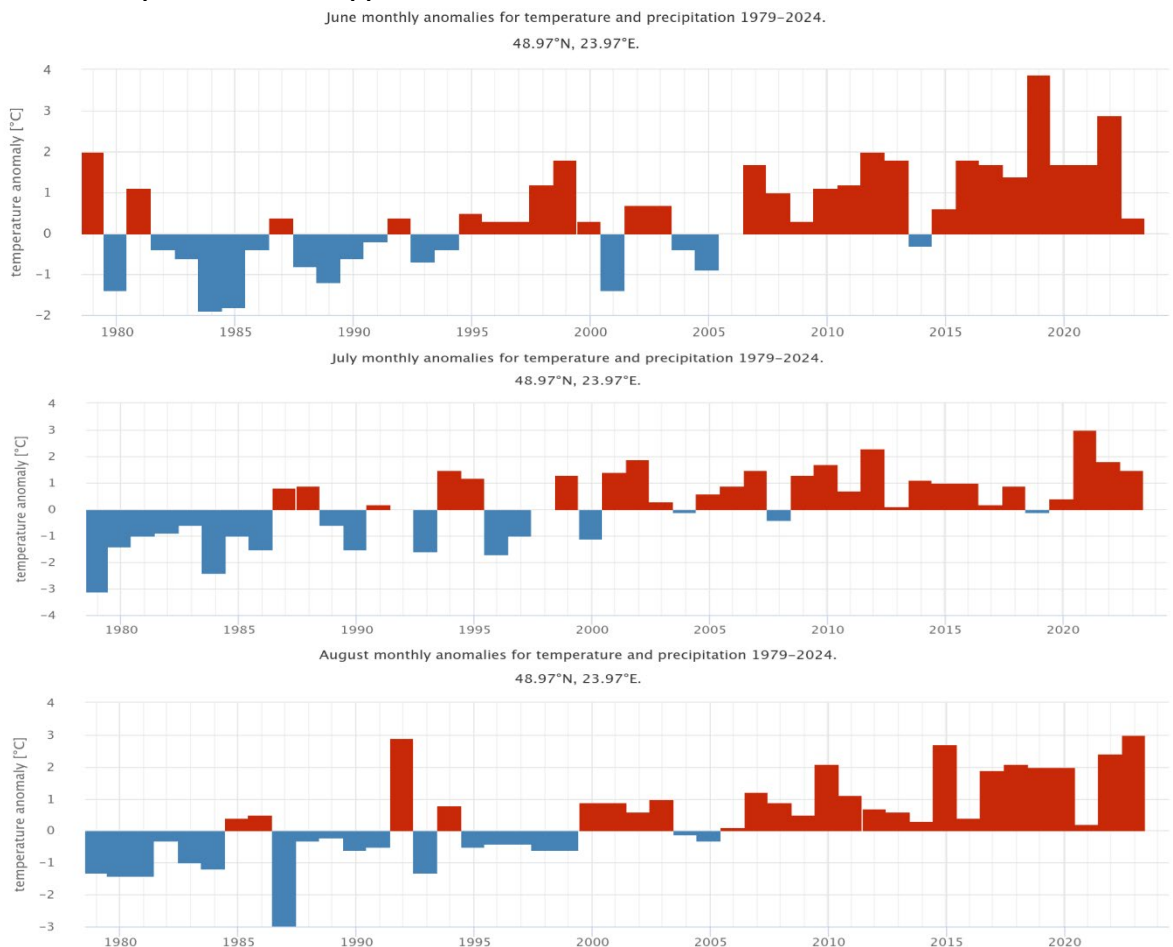 June monthly anomalies for temperature and precipitation 1979–2024.
48.97°N, 23.97°E.
temperature anomaly [°C]
4
3
2
1
0
−1
−2
1980 1985 1990 1995 2000 2005 2010 2015 2020
July monthly anomalies for temperature and precipitation 1979–2024.
48.97°N, 23.97°E.
temperature anomaly [°C]
4
3
2
1
0
−1
−2
−3
−4
1980 1985 1990 1995 2000 2005 2010 2015 2020
August monthly anomalies for temperature and precipitation 1979–2024.
48.97°N, 23.97°E.
temperature anomaly [°C]
4
3
2
1
0
−1
−2
−3
1980 1985 1990 1995 2000 2005 2010 2015 2020